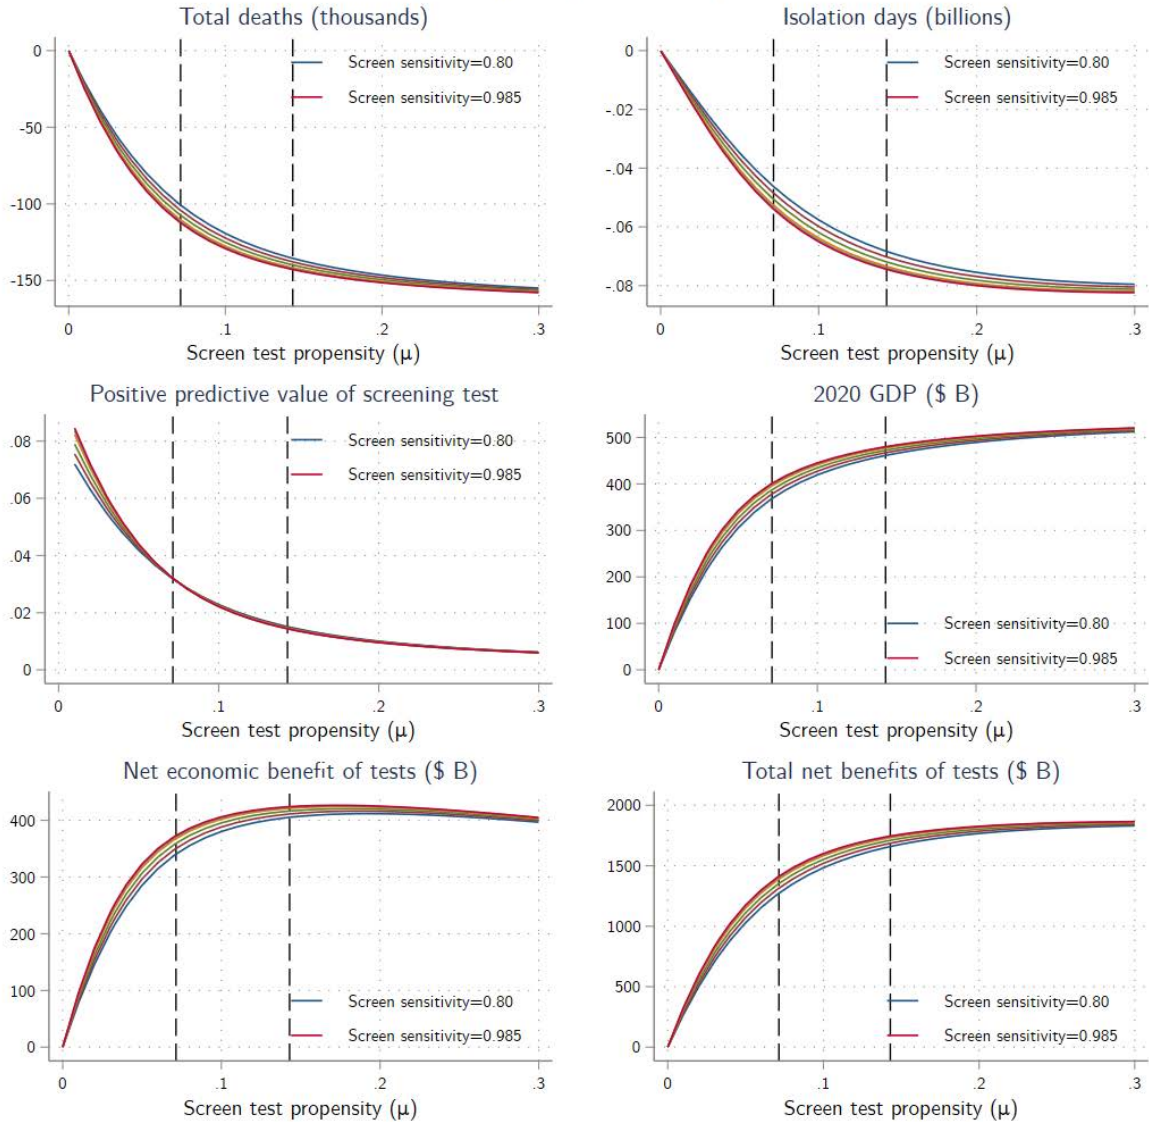 Total deaths (thousands)
0
-50
-100
-150
Screen sensitivity=0.80
Screen sensitivity=0.985
0 .1 .2 .3
Screen test propensity (μ)
Isolation days (billions)
0
-.02
-.04
-.06
-.08
Screen sensitivity=0.80
Screen sensitivity=0.985
0 .1 .2 .3
Screen test propensity (μ)
Positive predictive value of screening test
.08
.06
.04
.02
0
Screen sensitivity=0.80
Screen sensitivity=0.985
0 .1 .2 .3
Screen test propensity (μ)
2020 GDP ($ B)
500
400
300
200
100
0
Screen sensitivity=0.80
Screen sensitivity=0.985
0 .1 .2 .3
Screen test propensity (μ)
Net economic benefit of tests ($ B)
400
300
200
100
0
Screen sensitivity=0.80
Screen sensitivity=0.985
0 .1 .2 .3
Screen test propensity (μ)
Total net benefits of tests ($ B)
2000
1500
1000
500
0
Screen sensitivity=0.80
Screen sensitivity=0.985
0 .1 .2 .3
Screen test propensity (μ)